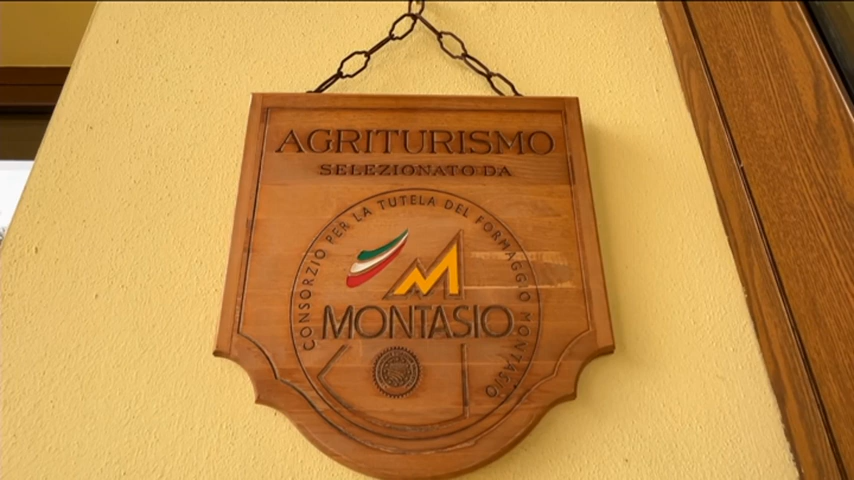 AGRITURISMO
SELEZIONATO DA
CONSORZIO PER LA TUTELA DEL FORMAGGIO MONTASIO
MONTASIO